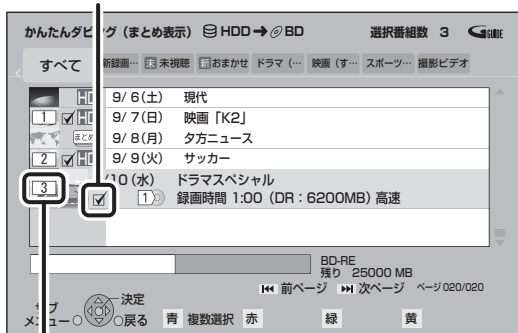 かんたんダビング (まとめ表示) HDD→BD 選択番組数 3 GGUIDE
すべて 新録画… 未 未視聴 新 おまかせ ドラマ (… 映画 (す… スポーツ… 撮影ビデオ
9/ 6(土) 現代
1 9/ 7(日) 映画「K2」
まとめ 9/ 8(月) 夕方ニュース
2 9/ 9(火) サッカー
3 /10(水) ドラマスペシャル
1 録画時間 1:00 (DR:6200MB) 高速
BD-RE
残り 25000 MB
前ページ 次ページ ページ 020/020
サブ
メニュー 決定
戻る 青 複数選択 赤 緑 黄